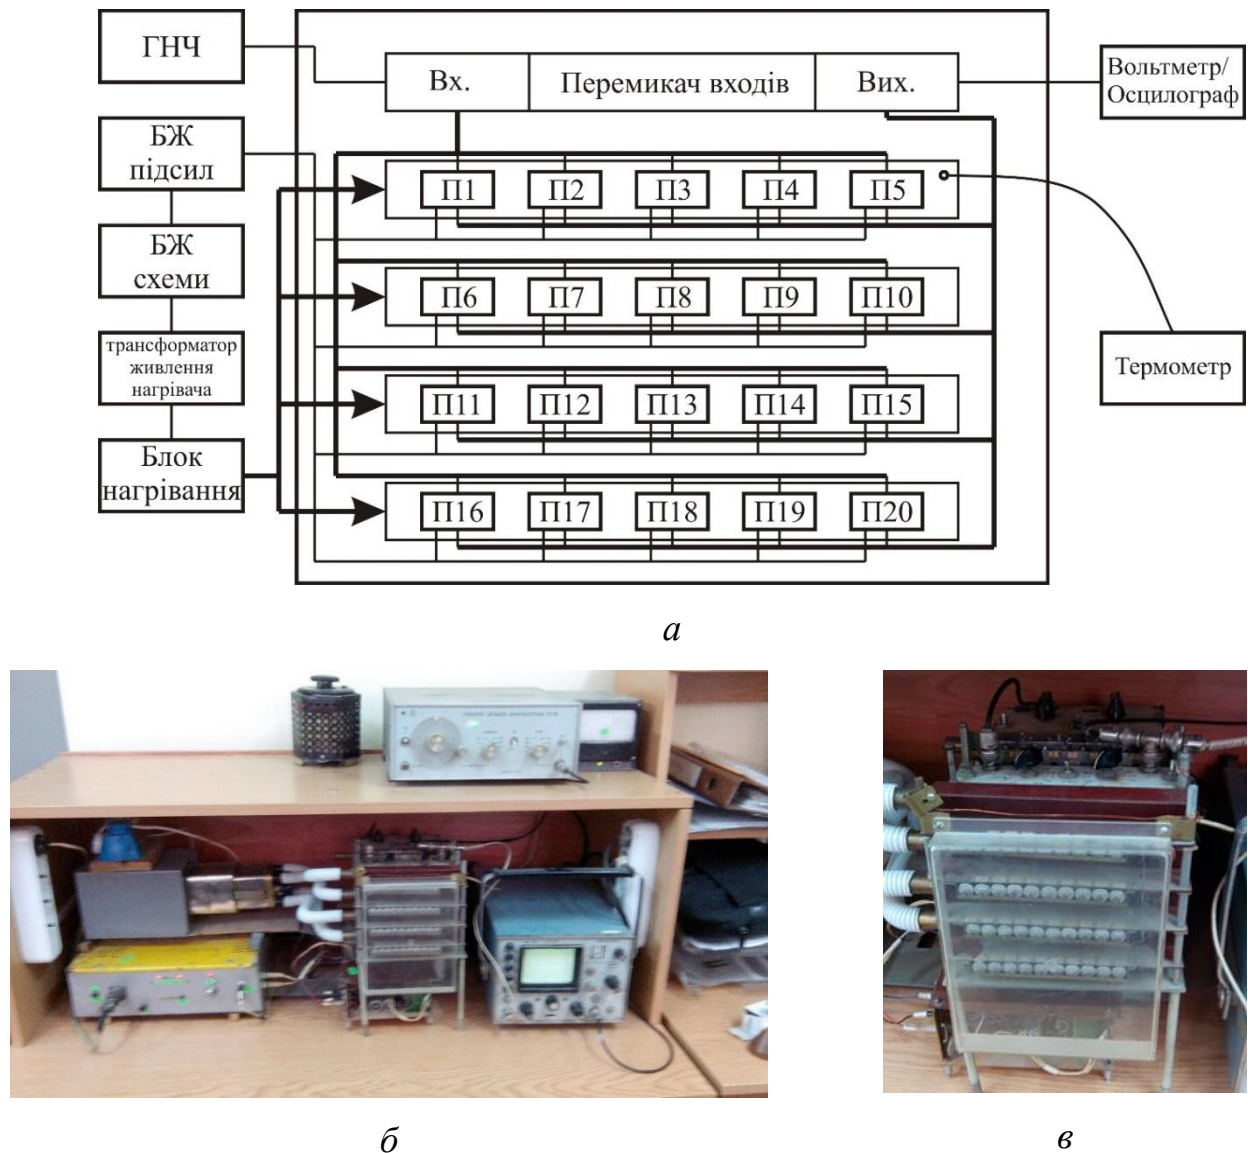 ГНЧ
Вх.
Перемикач входів
Вих.
Вольтметр/
Осцилограф
БЖ
підсил
П1
П2
П3
П4
П5
БЖ
схеми
П6
П7
П8
П9
П10
трансформатор
живлення
нагрівача
Термометр
П11
П12
П13
П14
П15
Блок
нагрівання
П16
П17
П18
П19
П20
а
б
в